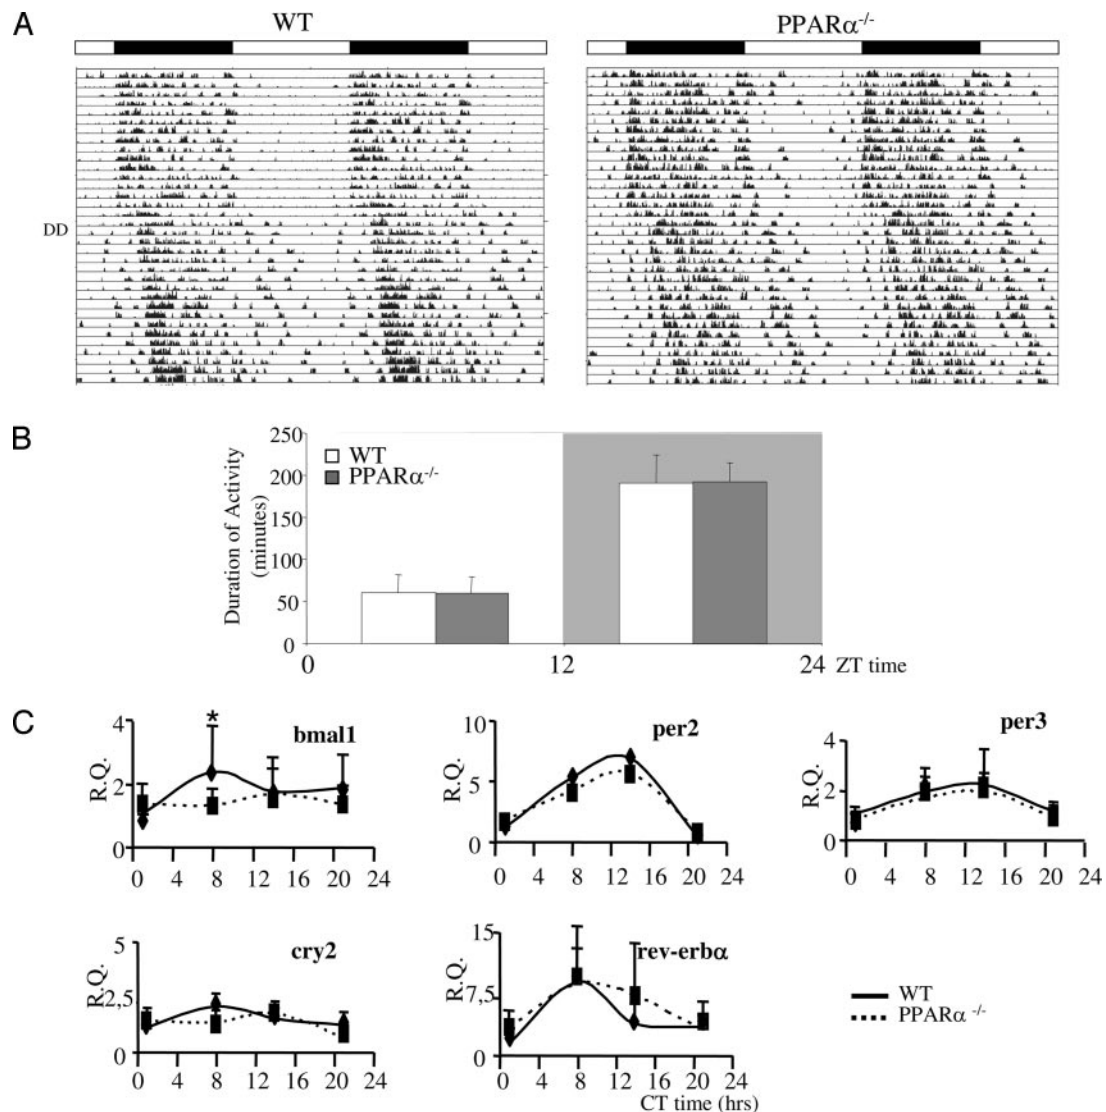 A
WT
PPARα-/-
DD
B
Duration of Activity
(minutes)
250
200
150
100
50
0
WT
PPARα-/-
0 12 24 ZT time
C
bmal1
R.Q.
4
2
0
0 4 8 12 16 20 24
*
per2
R.Q.
10
5
0
0 4 8 12 16 20 24
per3
R.Q.
4
2
0
0 4 8 12 16 20 24
cry2
R.Q.
5
2,5
0
0 4 8 12 16 20 24
rev-erbα
R.Q.
15
7,5
0
0 4 8 12 16 20 24
CT time (hrs)
WT
PPARα -/-